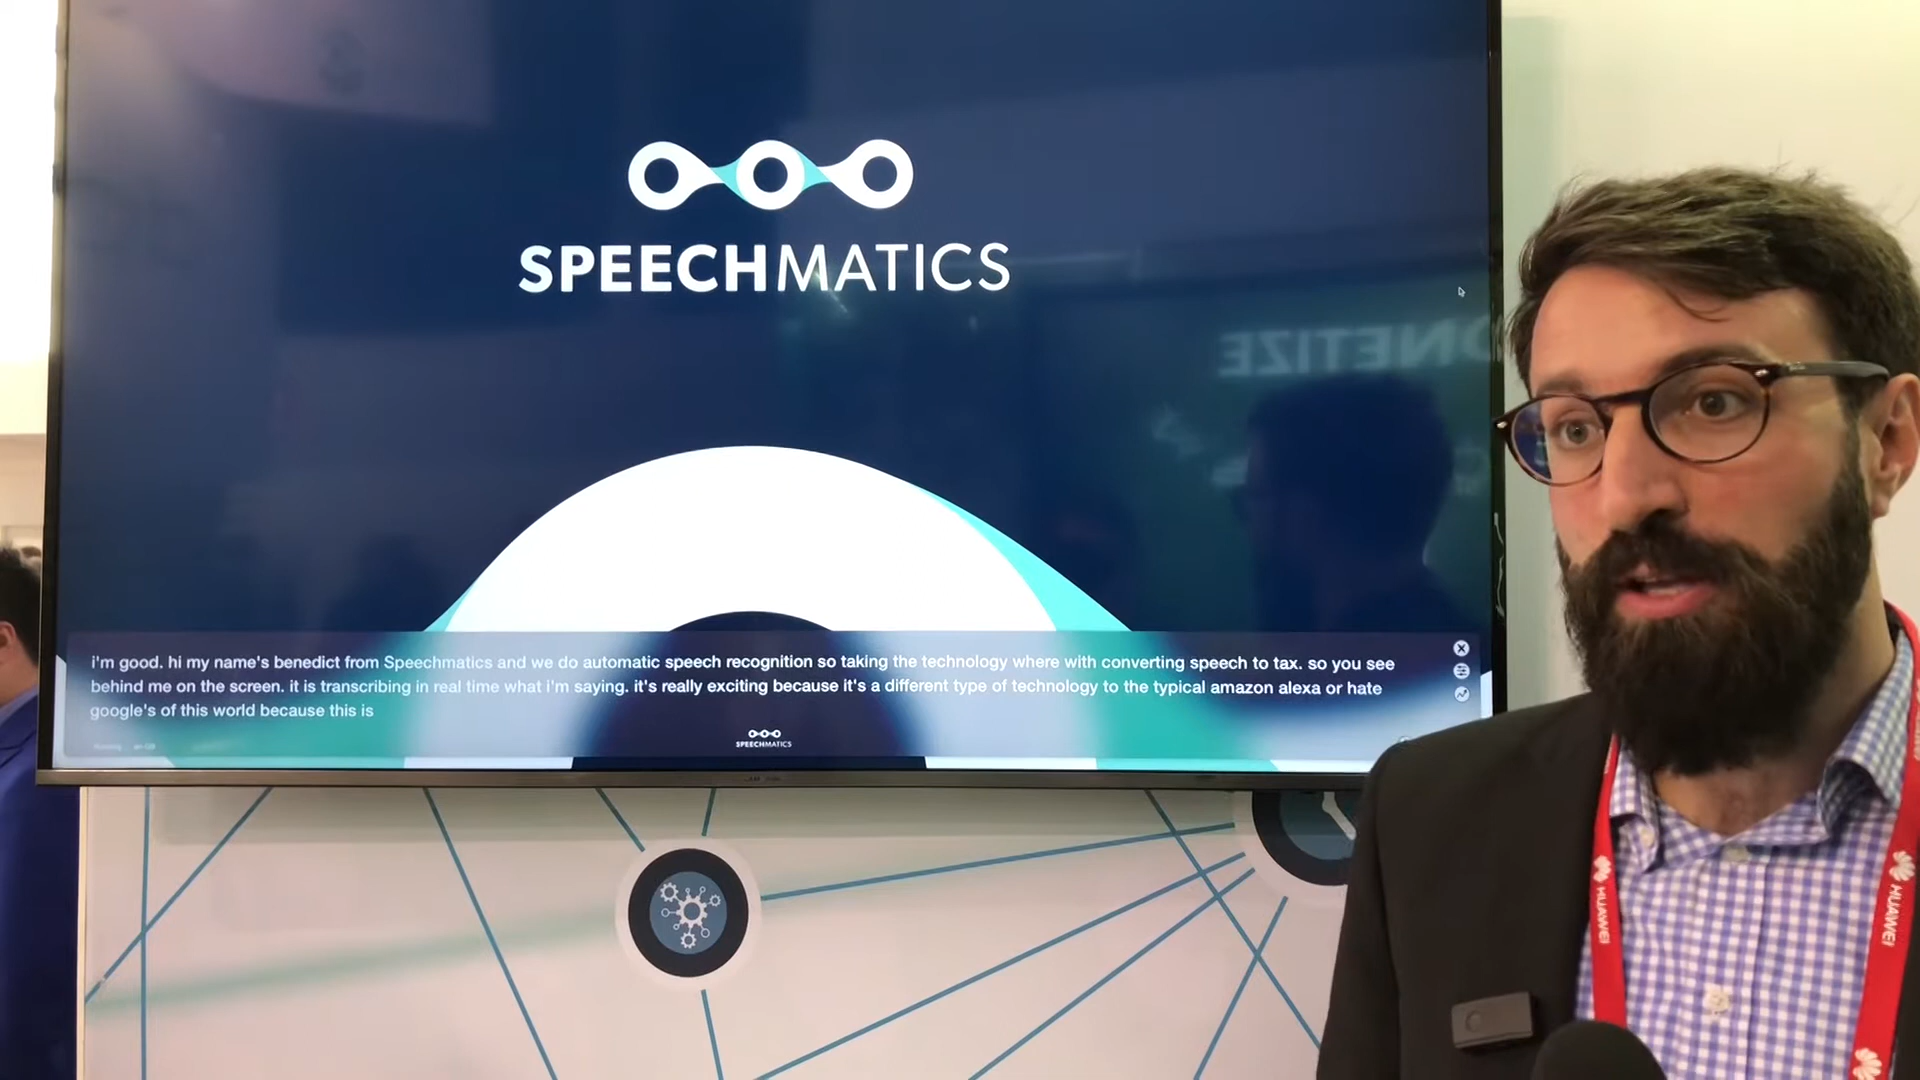 SPEECHMATICS
ONETIZE
i'm good. hi my name's benedict from Speechmatics and we do automatic speech recognition so taking the technology where with converting speech to tax. so you see
behind me on the screen. it is transcribing in real time what i'm saying. it's really exciting because it's a different type of technology to the typical amazon alexa or hate
google's of this world because this is
SPEECHMATICS
HUAWEI
HUAWEI